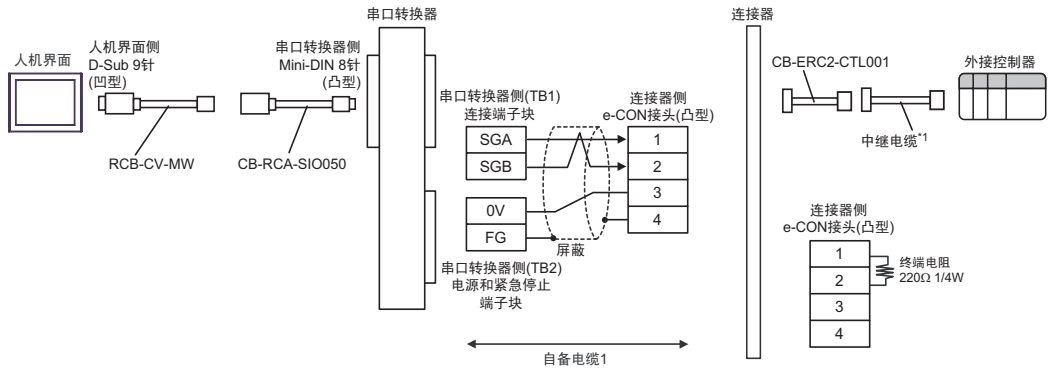 串口转换器
连接器
人机界面
人机界面侧
D-Sub 9针
(凹型)
RCB-CV-MW
串口转换器侧
Mini-DIN 8针
(凸型)
CB-RCA-SIO050
串口转换器侧(TB1)
连接端子块
SGA
SGB
0V
FG
串口转换器侧(TB2)
电源和紧急停止
端子块
屏蔽
连接器侧
e-CON接头(凸型)
1
2
3
4
自备电缆1
CB-ERC2-CTL001
中继电缆*1
外接控制器
连接器侧
e-CON接头(凸型)
1
2
3
4
终端电阻
220Ω 1/4W